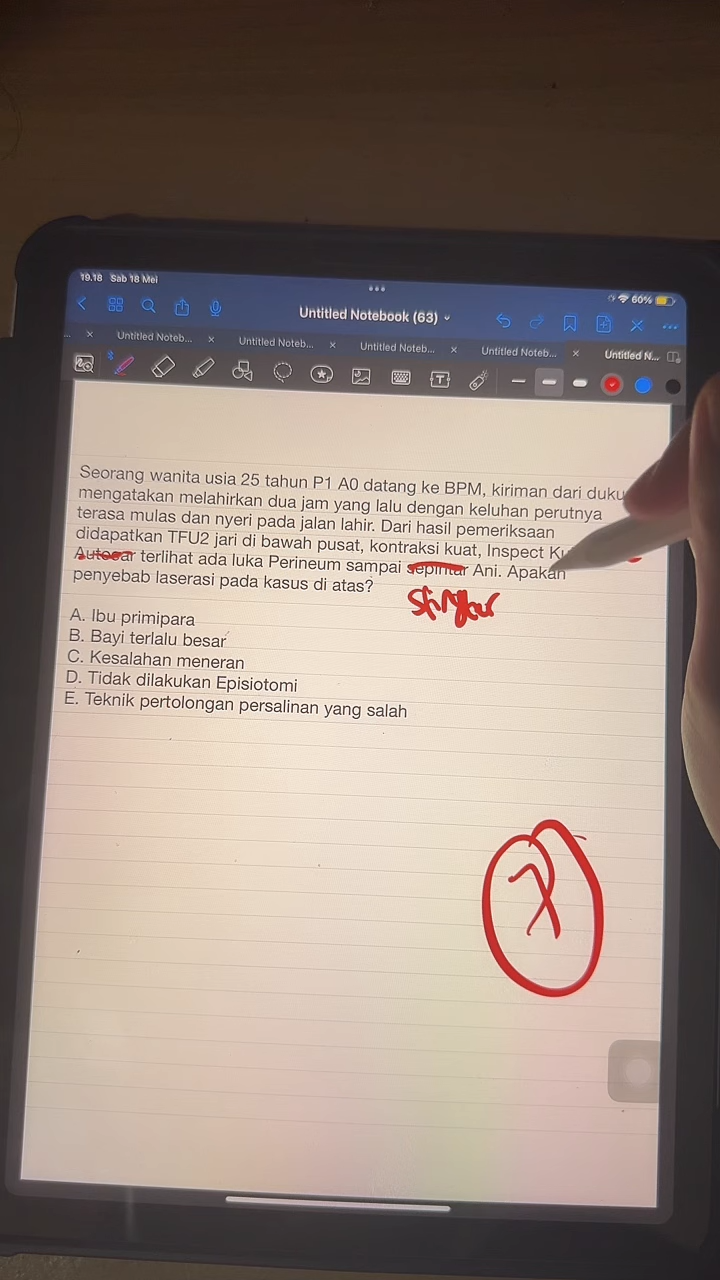 19.18 Sab 18 Mei
60%
Untitled Notebook (63)
Untitled Noteb...
Untitled Noteb...
Untitled Noteb...
Untitled Noteb...
Untitled N...
Seorang wanita usia 25 tahun P1 A0 datang ke BPM, kiriman dari duku
mengatakan melahirkan dua jam yang lalu dengan keluhan perutnya
terasa mulas dan nyeri pada jalan lahir. Dari hasil pemeriksaan
didapatkan TFU2 jari di bawah pusat, kontraksi kuat, Inspect
terlihat ada luka Perineum sampai sepintar Ani. Apakah
penyebab laserasi pada kasus di atas?
A. Ibu primipara
B. Bayi terlalu besar
C. Kesalahan meneran
D. Tidak dilakukan Episiotomi
E. Teknik pertolongan persalinan yang salah